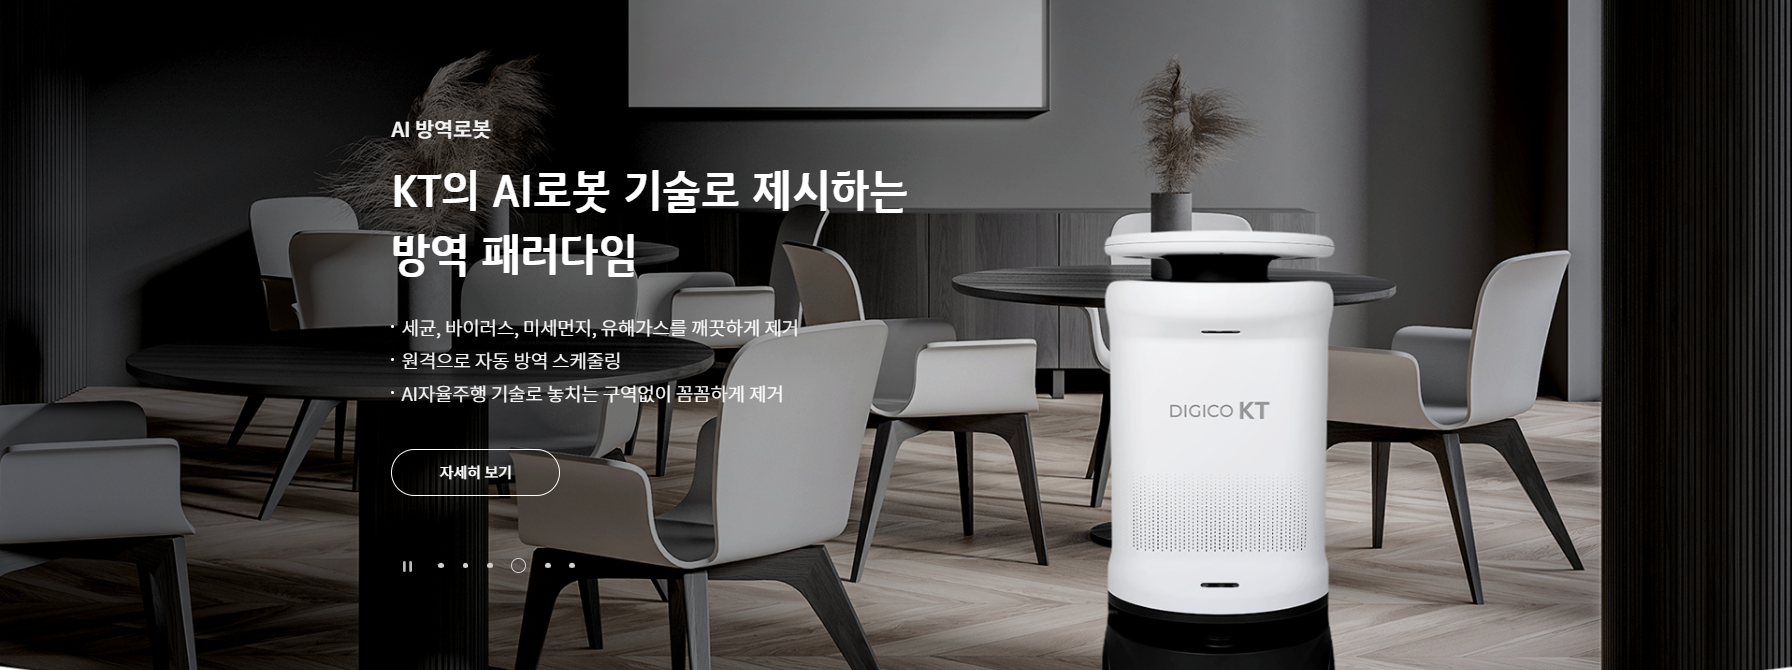 AI 방역로봇
KT의 AI로봇 기술로 제시하는
방역 패러다임
· 세균, 바이러스, 미세먼지, 유해가스를 깨끗하게 제거
· 원격으로 자동 방역 스케줄링
· AI자율주행 기술로 놓치는 구역없이 꼼꼼하게 제거
자세히 보기
DIGICO KT